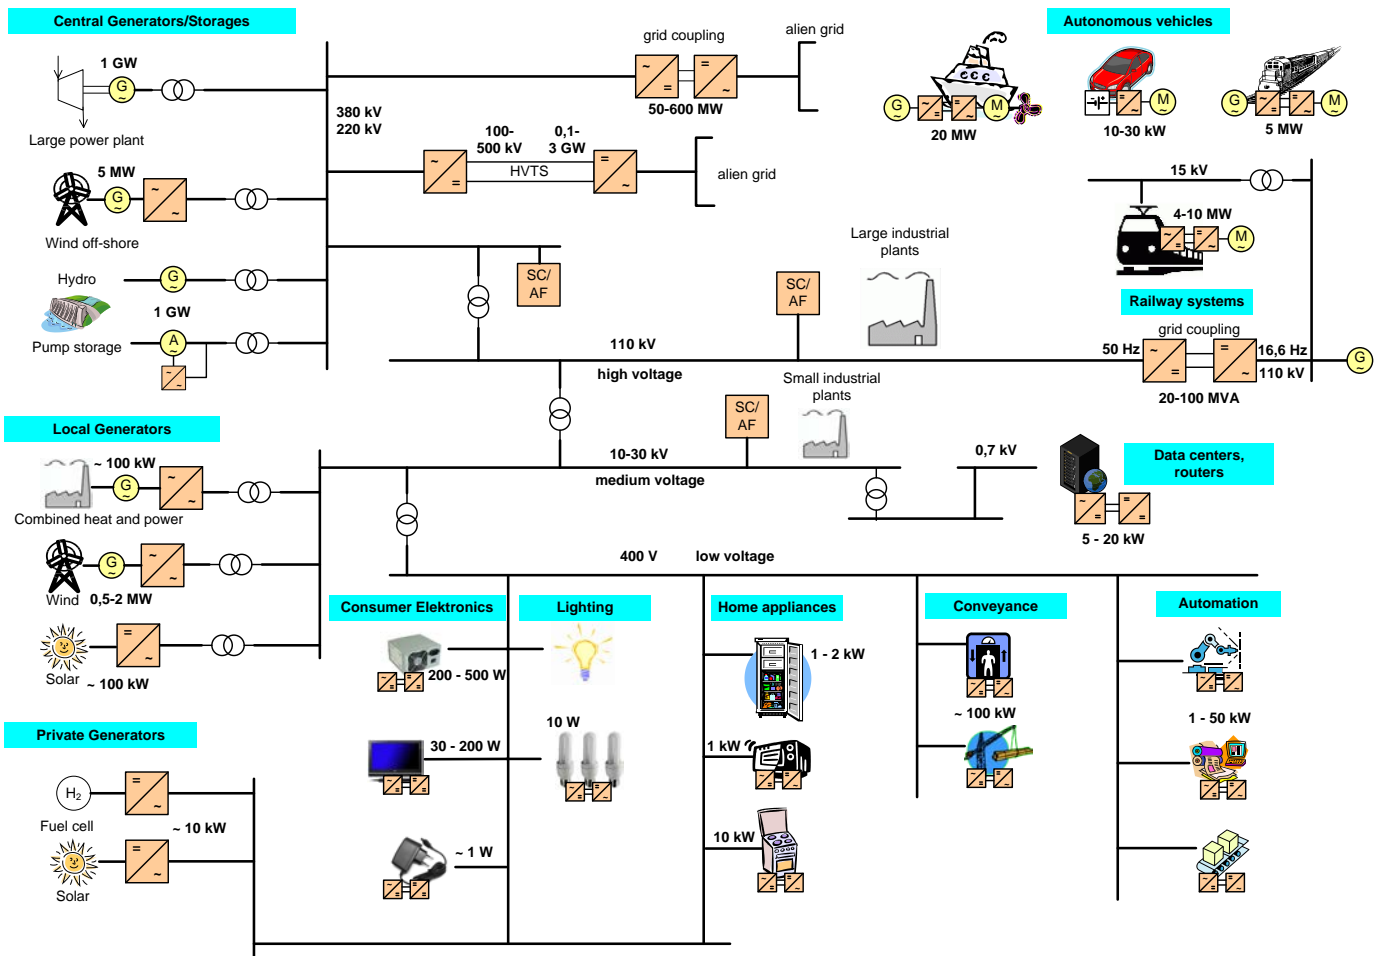 Central Generators/Storages
1 GW
G
~
Large power plant
5 MW
G
~
~
~
Wind off-shore
Hydro
G
~
1 GW
Pump storage
A
~
~
~
380 kV
220 kV
grid coupling
~
=
=
~
50-600 MW
alien grid
100-
500 kV
0,1-
3 GW
~
=
HVTS
=
~
alien grid
SC/
AF
SC/
AF
Large industrial
plants
110 kV
high voltage
Autonomous vehicles
G
~
~
=
=
~
M
~
20 MW
=
~
M
~
10-30 kW
G
~
~
=
=
~
M
~
5 MW
15 kV
4-10 MW
~
=
=
~
M
~
Railway systems
grid coupling
50 Hz
~
=
=
~
16,6 Hz
110 kV
G
~
20-100 MVA
Local Generators
~ 100 kW
G
~
~
~
Combined heat and power
G
~
~
~
Wind
0,5-2 MW
=
~
Solar
~ 100 kW
SC/
AF
Small industrial
plants
10-30 kV
medium voltage
0,7 kV
Data centers,
routers
~
=
=
=
5 - 20 kW
400 V
low voltage
Consumer Elektronics
200 - 500 W
~
=
=
=
30 - 200 W
~
=
=
=
~ 1 W
~
=
=
=
Lighting
10 W
~
=
=
~
Home appliances
1 - 2 kW
~
=
=
~
1 kW
~
=
=
~
10 kW
~
=
=
~
Conveyance
~
=
=
~
~ 100 kW
~
=
=
~
Automation
~
=
=
~
1 - 50 kW
~
=
=
~
~
=
=
~
Private Generators
H2
=
~
Fuel cell
~ 10 kW
=
~
Solar